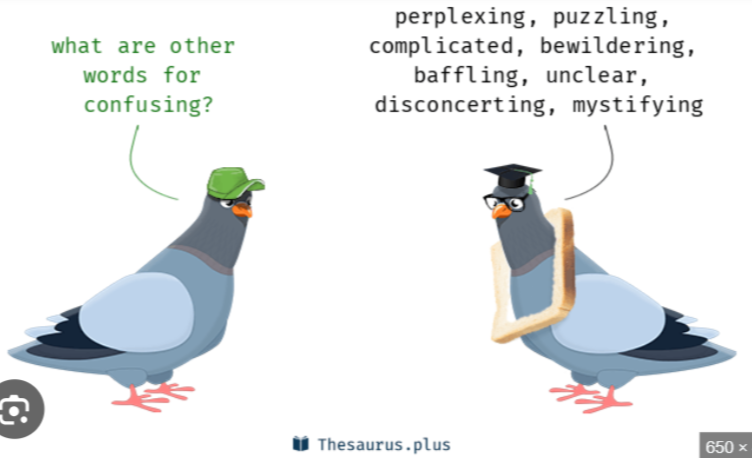 what are other
words for
confusing?
perplexing, puzzling,
complicated, bewildering,
baffling, unclear,
disconcerting, mystifying
Thesaurus.plus
650 ×